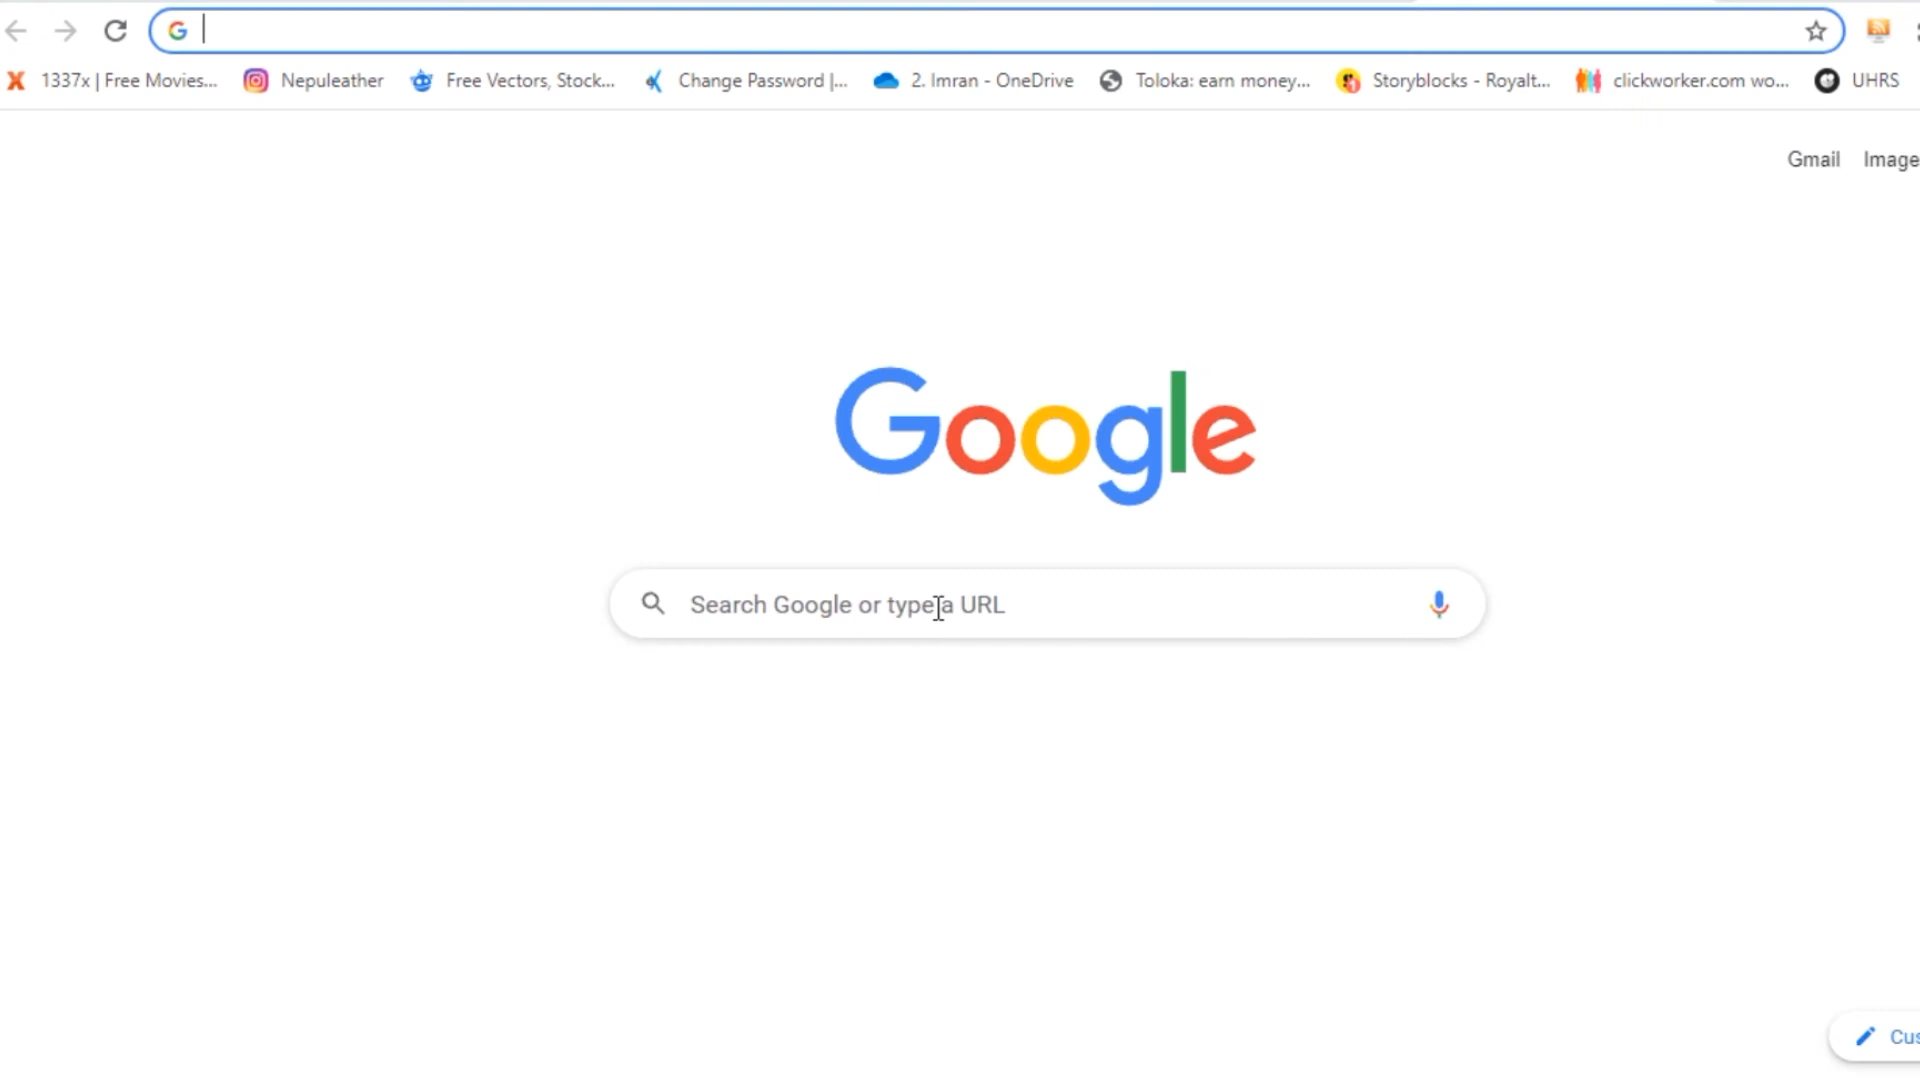 1337x | Free Movies... Nepuleather Free Vectors, Stock... Change Password |... 2. Imran - OneDrive Toloka: earn money... Storyblocks - Royalt... clickworker.com wo... UHRS
Gmail Image
Google
Search Google or type a URL
Cus